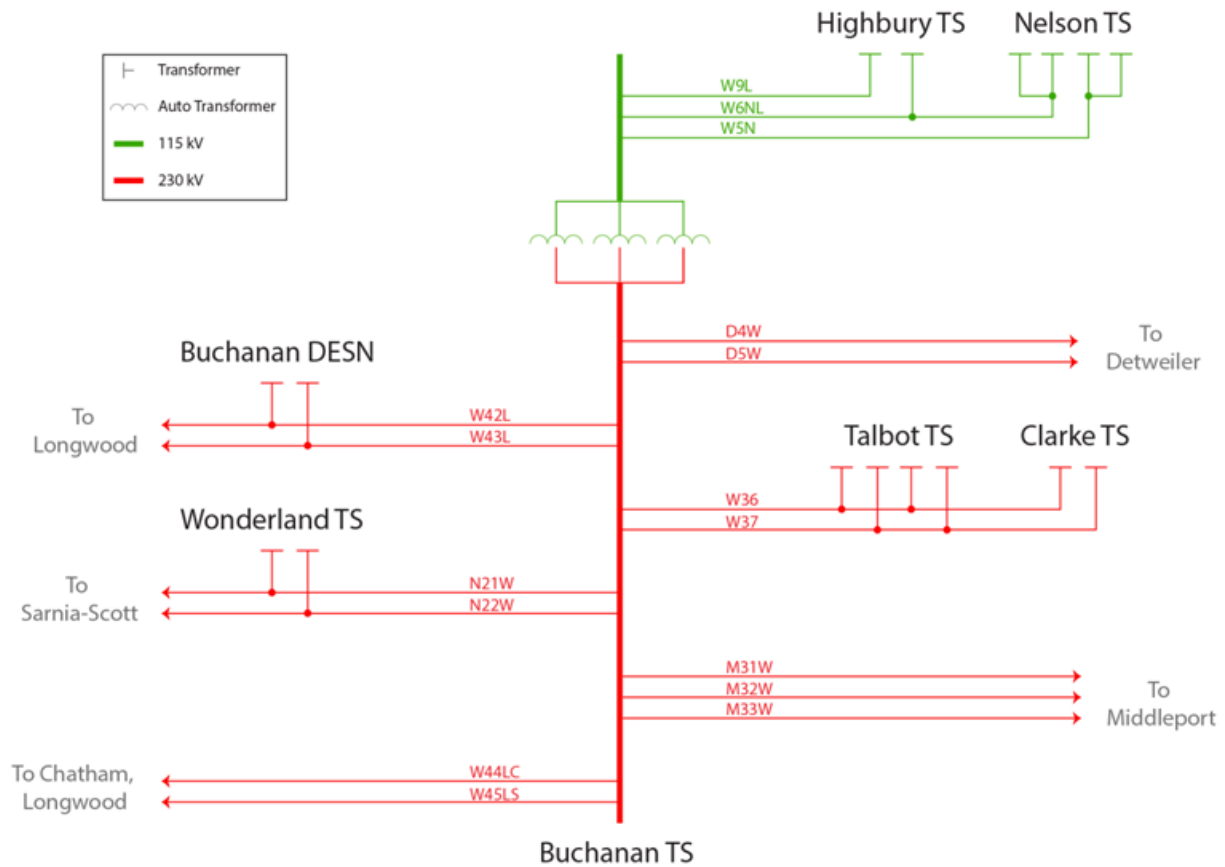 Highbury TS
Nelson TS
Transformer
Auto Transformer
115 kV
230 kV
W9L
W6NL
W5N
D4W
D5W
To
Detweiler
Buchanan DESN
To
Longwood
W42L
W43L
Talbot TS
Clarke TS
W36
W37
Wonderland TS
To
Sarnia-Scott
N21W
N22W
M31W
M32W
M33W
To
Middleport
To Chatham,
Longwood
W44LC
W45LS
Buchanan TS